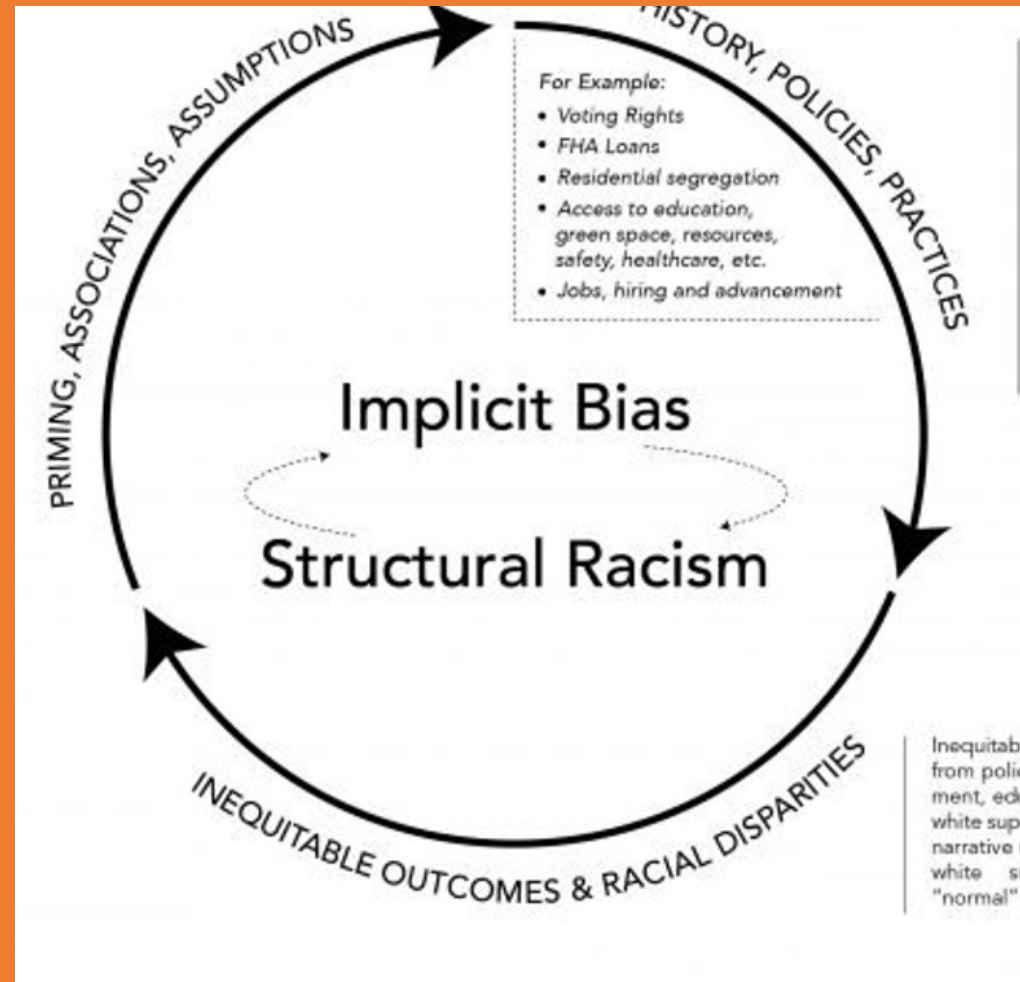 PRIMING, ASSOCIATIONS, ASSUMPTIONS
HISTORY, POLICIES, PRACTICES
For Example:
• Voting Rights
• FHA Loans
• Residential segregation
• Access to education,
green space, resources,
safety, healthcare, etc.
• Jobs, hiring and advancement
Implicit Bias
Structural Racism
INEQUITABLE OUTCOMES & RACIAL DISPARITIES
from
white
narrative
white
"normal"